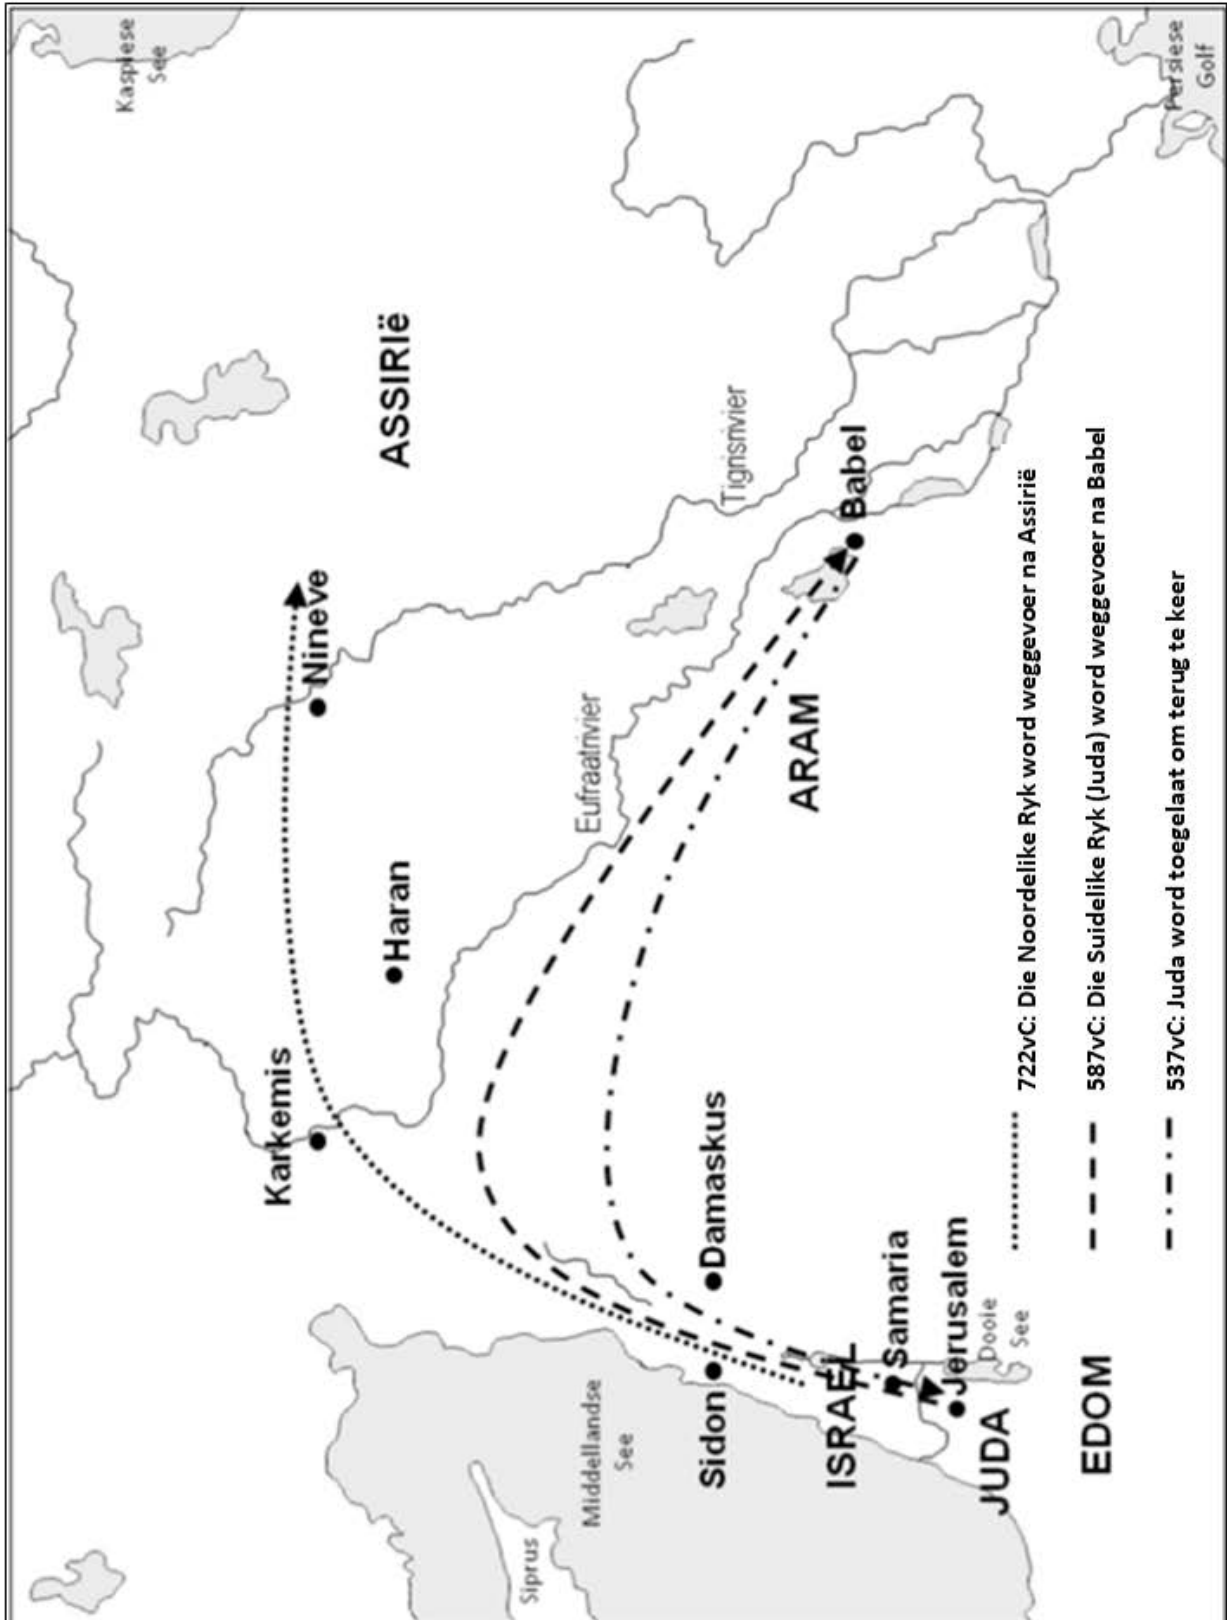 Kaspiese
See
ASSIRIë
Karkemis
Nineve
Haran
Eufraatrivier
Tigrisrivier
Middellandse
See
Siprus
Sidon
Damaskus
ARAM
Babel
ISRAEL
Samaria
Jerusalem
Dooie
See
JUDA
EDOM
Persiese
Golf
722vC: Die Noordelike Ryk word weggevoer na Assirië
587vC: Die Suidelike Ryk (Juda) word weggevoer na Babel
537vC: Juda word toegelaat om terug te keer